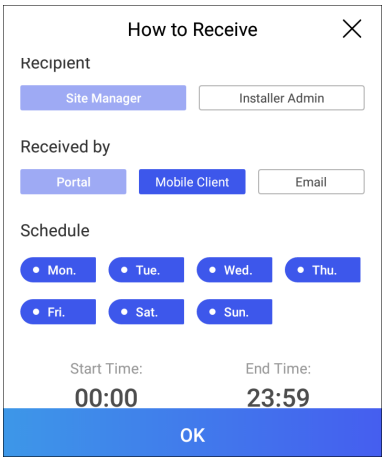 How to Receive
Recipient
Site Manager Installer Admin
Received by
Portal Mobile Client Email
Schedule
Mon. Tue. Wed. Thu.
Fri. Sat. Sun.
Start Time: End Time:
00:00 23:59
OK